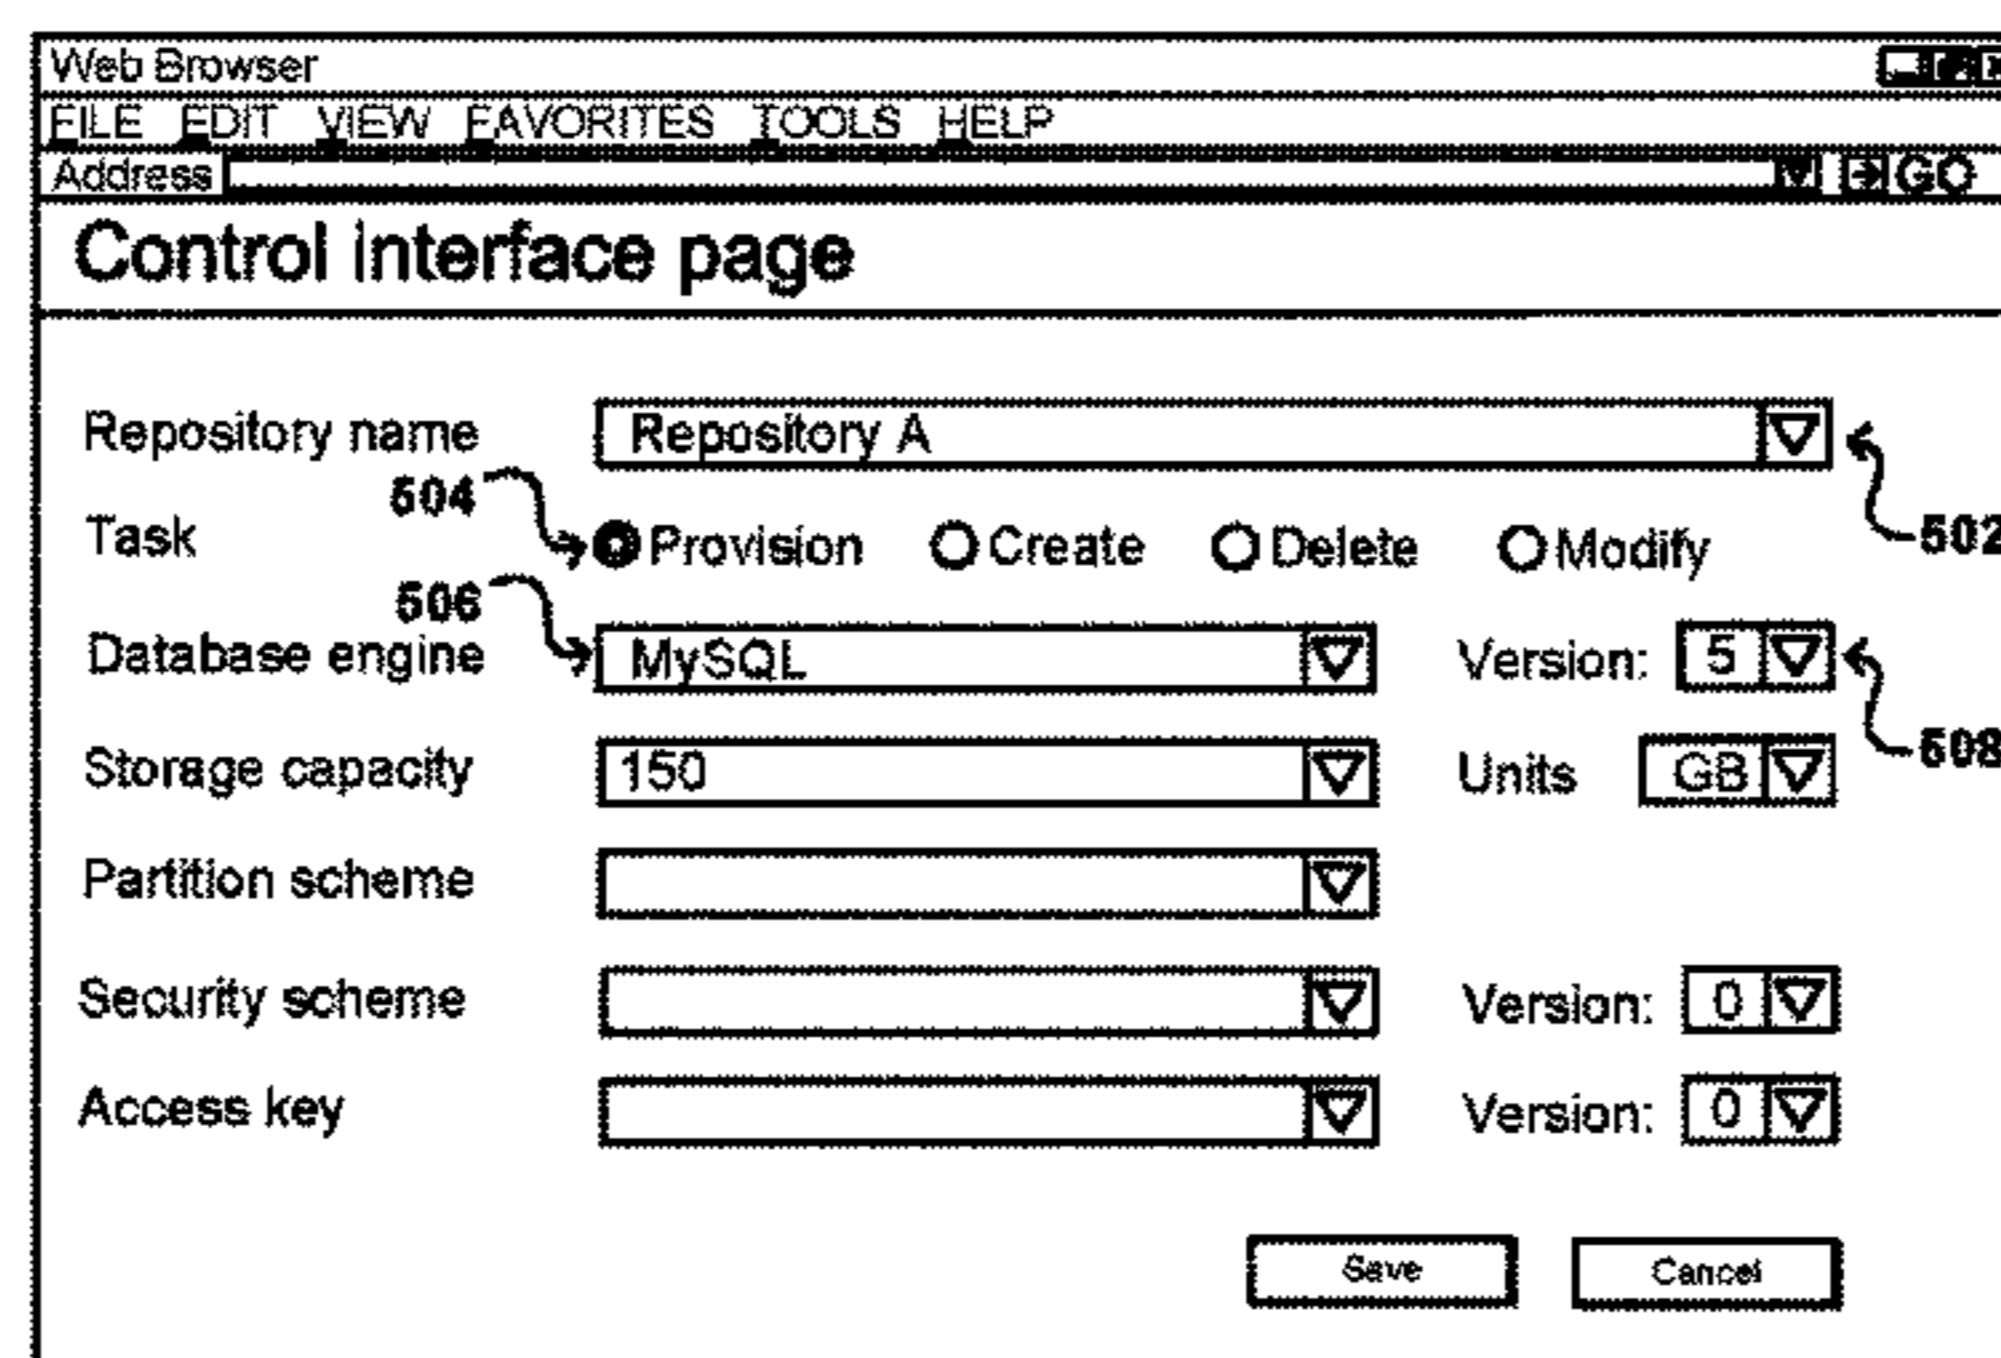 Web Browser
FILE EDIT VIEW FAVORITES TOOLS HELP
Address GO
Control interface page
Repository name Repository A
504
Task Provision Create Delete Modify 502
506
Database engine MySQL Version: 5
508
Storage capacity 150 Units GB
Partition scheme
Security scheme Version: 0
Access key Version: 0
Save Cancel